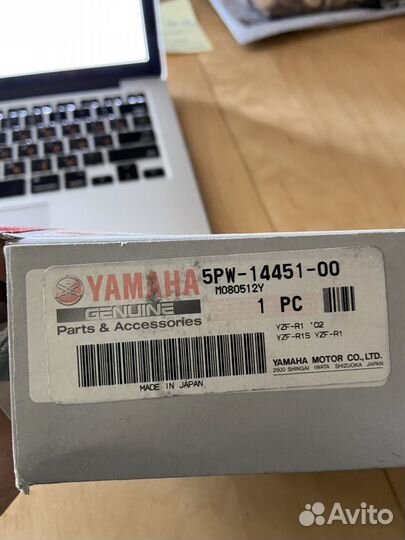 YAMAHA
GENUINE
Parts & Accessories
5PW-14451-00
M080512Y
1 PC
YZF-R1 '02
YZF-R1S YZF-R1
MADE IN JAPAN
YAMAHA MOTOR CO., LTD.
2500 SHINGAI IWATA SHIZUOKA JAPAN
Avito